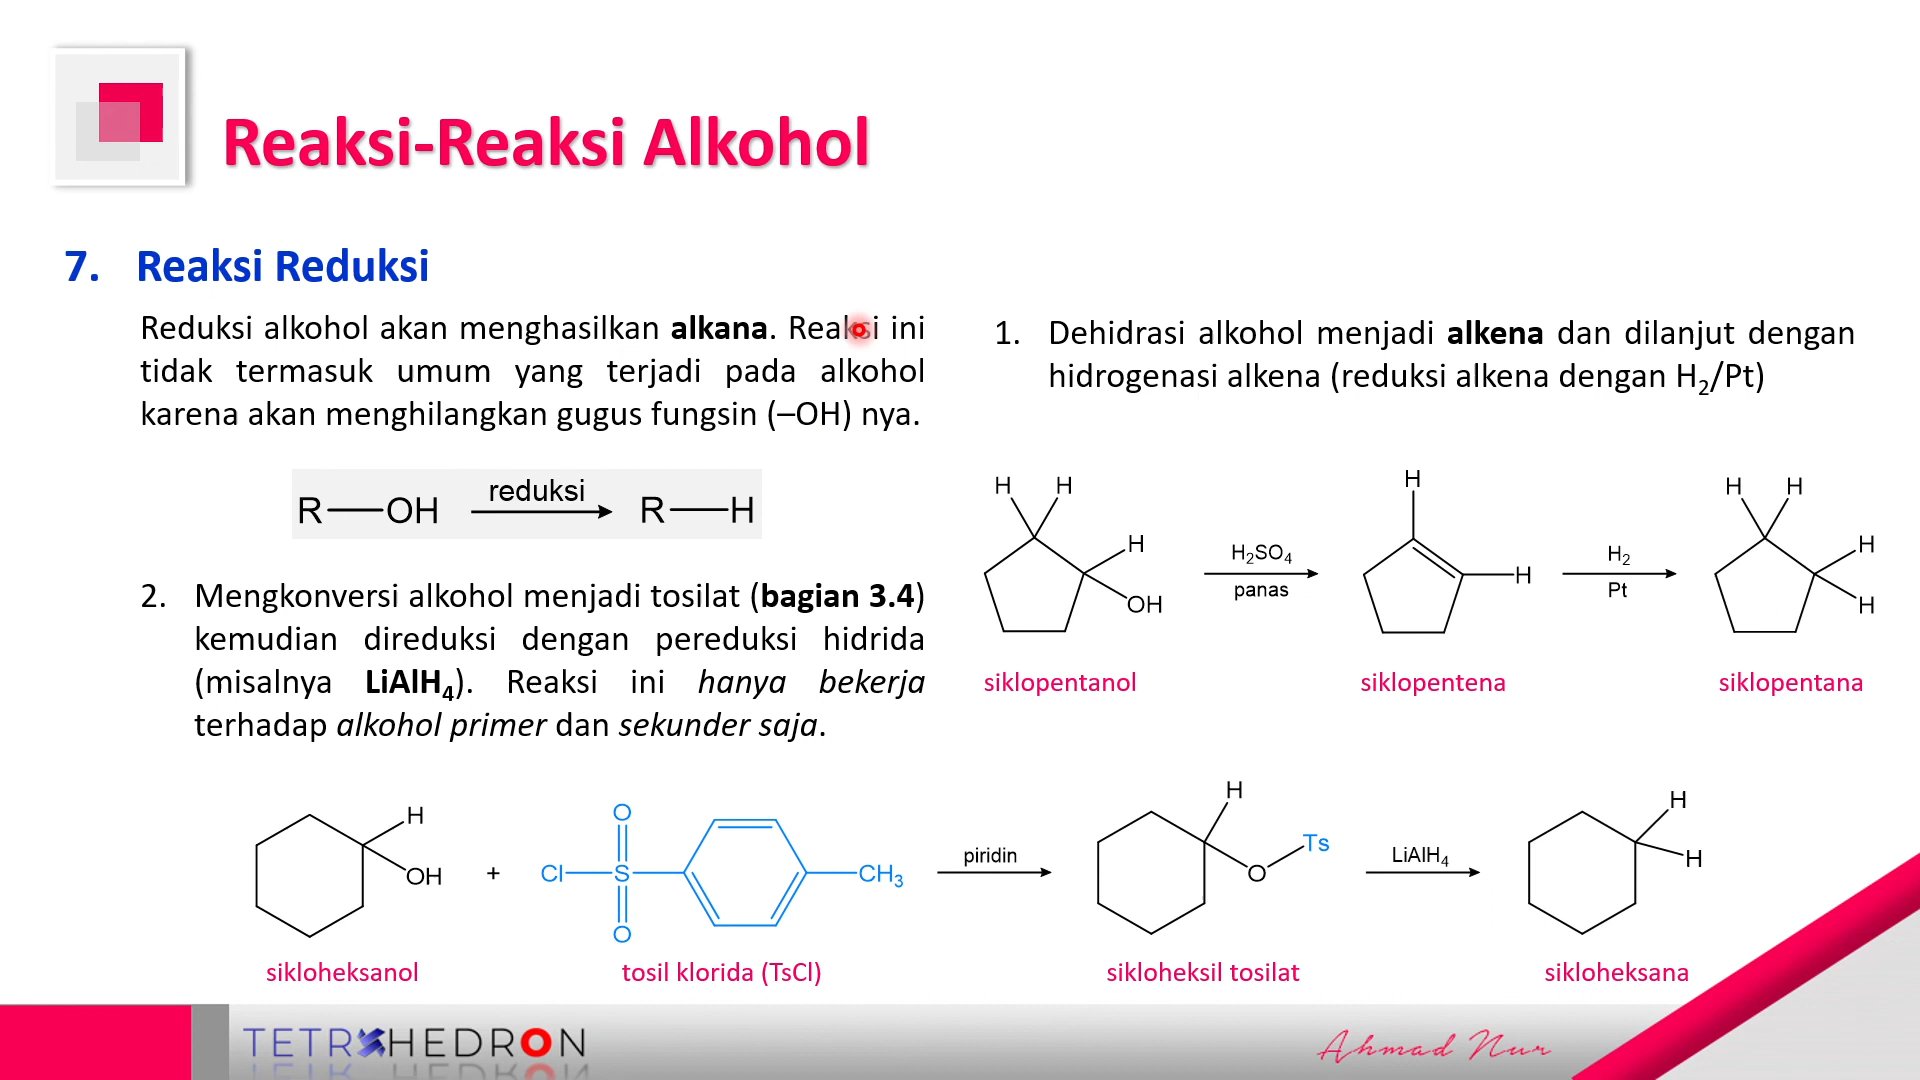 Reaksi-Reaksi Alkohol
7. Reaksi Reduksi
Reduksi alkohol akan menghasilkan alkana. Reaksi ini
tidak termasuk umum yang terjadi pada alkohol
karena akan menghilangkan gugus fungsin (–OH) nya.
R—OH reduksi R—H
1. Dehidrasi alkohol menjadi alkena dan dilanjut dengan
hidrogenasi alkena (reduksi alkena dengan H₂/Pt)
H H H OH
H₂SO₄
panas
H H
H₂
Pt
H H H H
siklopentanol siklopentena siklopentana
2. Mengkonversi alkohol menjadi tosilat (bagian 3.4)
kemudian direduksi dengan pereduksi hidrida
(misalnya LiAlH₄). Reaksi ini hanya bekerja
terhadap alkohol primer dan sekunder saja.
H OH
+
O
Cl S CH₃
O
piridin
H O Ts
LiAlH₄
H H
sikloheksanol tosil klorida (TsCl) sikloheksil tosilat sikloheksana
TETRAHEDRON
Ahmad Nur